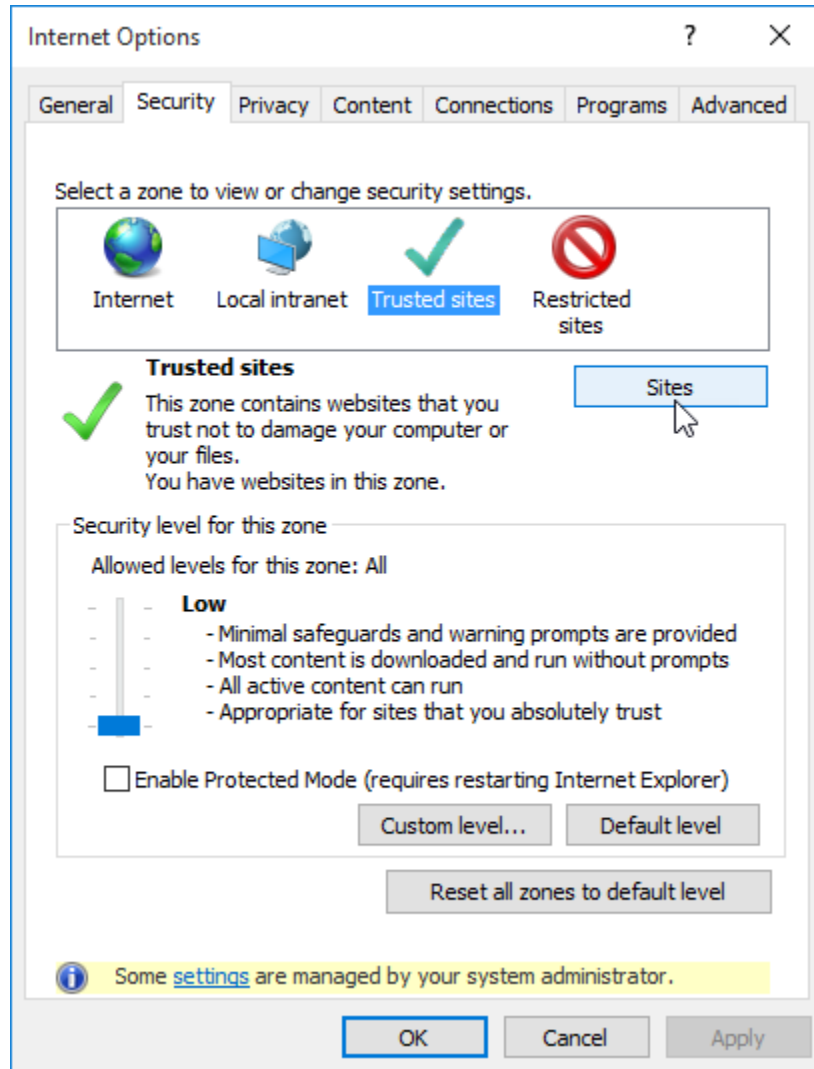 Internet Options
?
General Security Privacy Content Connections Programs Advanced
Select a zone to view or change security settings.
Internet Local intranet Trusted sites Restricted
sites
Trusted sites
Sites
This zone contains websites that you
trust not to damage your computer or
your files.
You have websites in this zone.
Security level for this zone
Allowed levels for this zone: All
Low
- Minimal safeguards and warning prompts are provided
- Most content is downloaded and run without prompts
- All active content can run
- Appropriate for sites that you absolutely trust
Enable Protected Mode (requires restarting Internet Explorer)
Custom level... Default level
Reset all zones to default level
Some settings are managed by your system administrator.
OK Cancel Apply